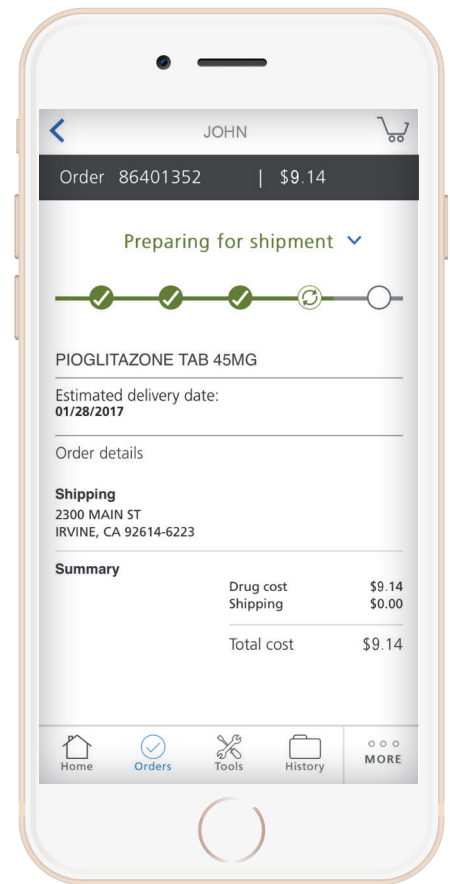 JOHN
Order 86401352 | $9.14
Preparing for shipment
PIOGLITAZONE TAB 45MG
Estimated delivery date:
01/28/2017
Order details
Shipping
2300 MAIN ST
IRVINE, CA 92614-6223
Summary
Drug cost $9.14
Shipping $0.00
Total cost $9.14
Home Orders Tools History MORE